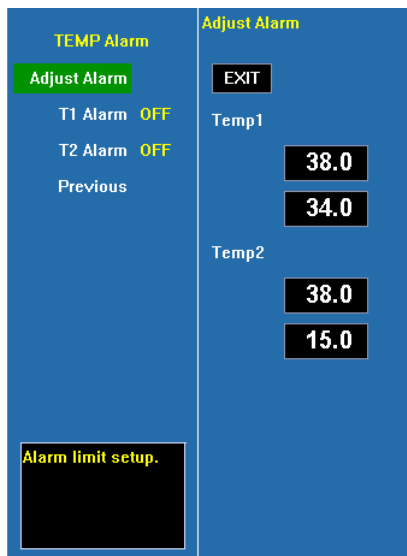 TEMP Alarm
Adjust Alarm
T1 Alarm OFF
T2 Alarm OFF
Previous
Alarm limit setup.
Adjust Alarm
EXIT
Temp1
38.0
34.0
Temp2
38.0
15.0